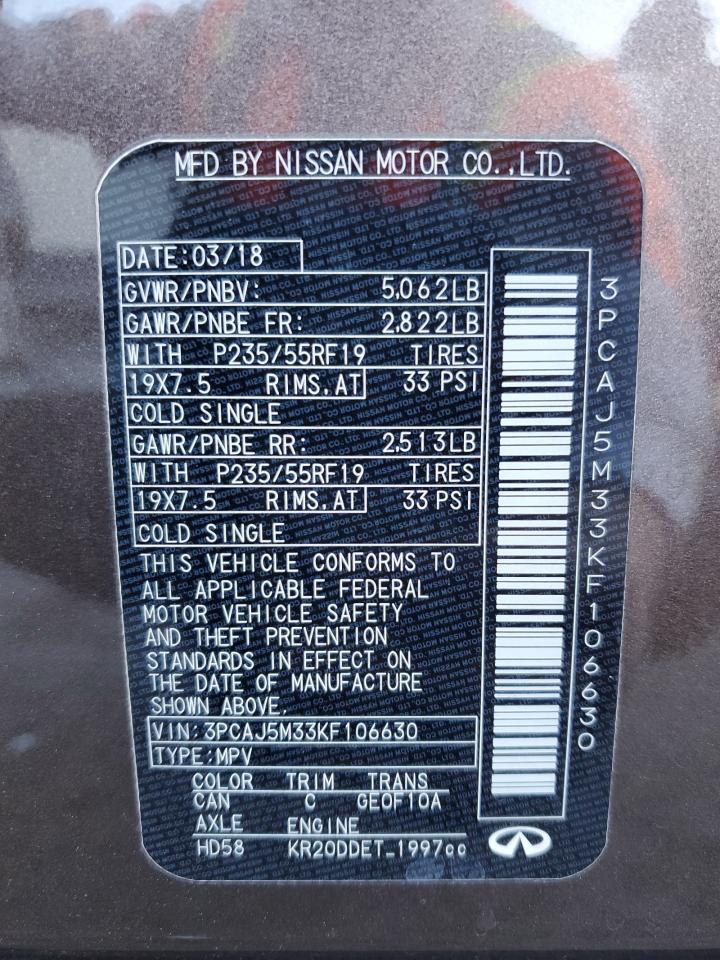 MFD BY NISSAN MOTOR CO.,LTD.
DATE:03/18
GVWR/PNBV: 5,062LB
GAWR/PNBE FR: 2,822LB
WITH P235/55RF19 TIRES
19X7.5 RIMS,AT 33 PSI
COLD SINGLE
GAWR/PNBE RR: 2,513LB
WITH P235/55RF19 TIRES
19X7.5 RIMS,AT 33 PSI
COLD SINGLE
THIS VEHICLE CONFORMS TO
ALL APPLICABLE FEDERAL
MOTOR VEHICLE SAFETY
AND THEFT PREVENTION
STANDARDS IN EFFECT ON
THE DATE OF MANUFACTURE
SHOWN ABOVE.
VIN:3PCAJ5M33KF106630
TYPE:MPV
COLOR TRIM TRANS
CAN C GE0F10A
AXLE ENGINE
HD58 KR20DDET_1997cc
3PCAJ5M33KF106630